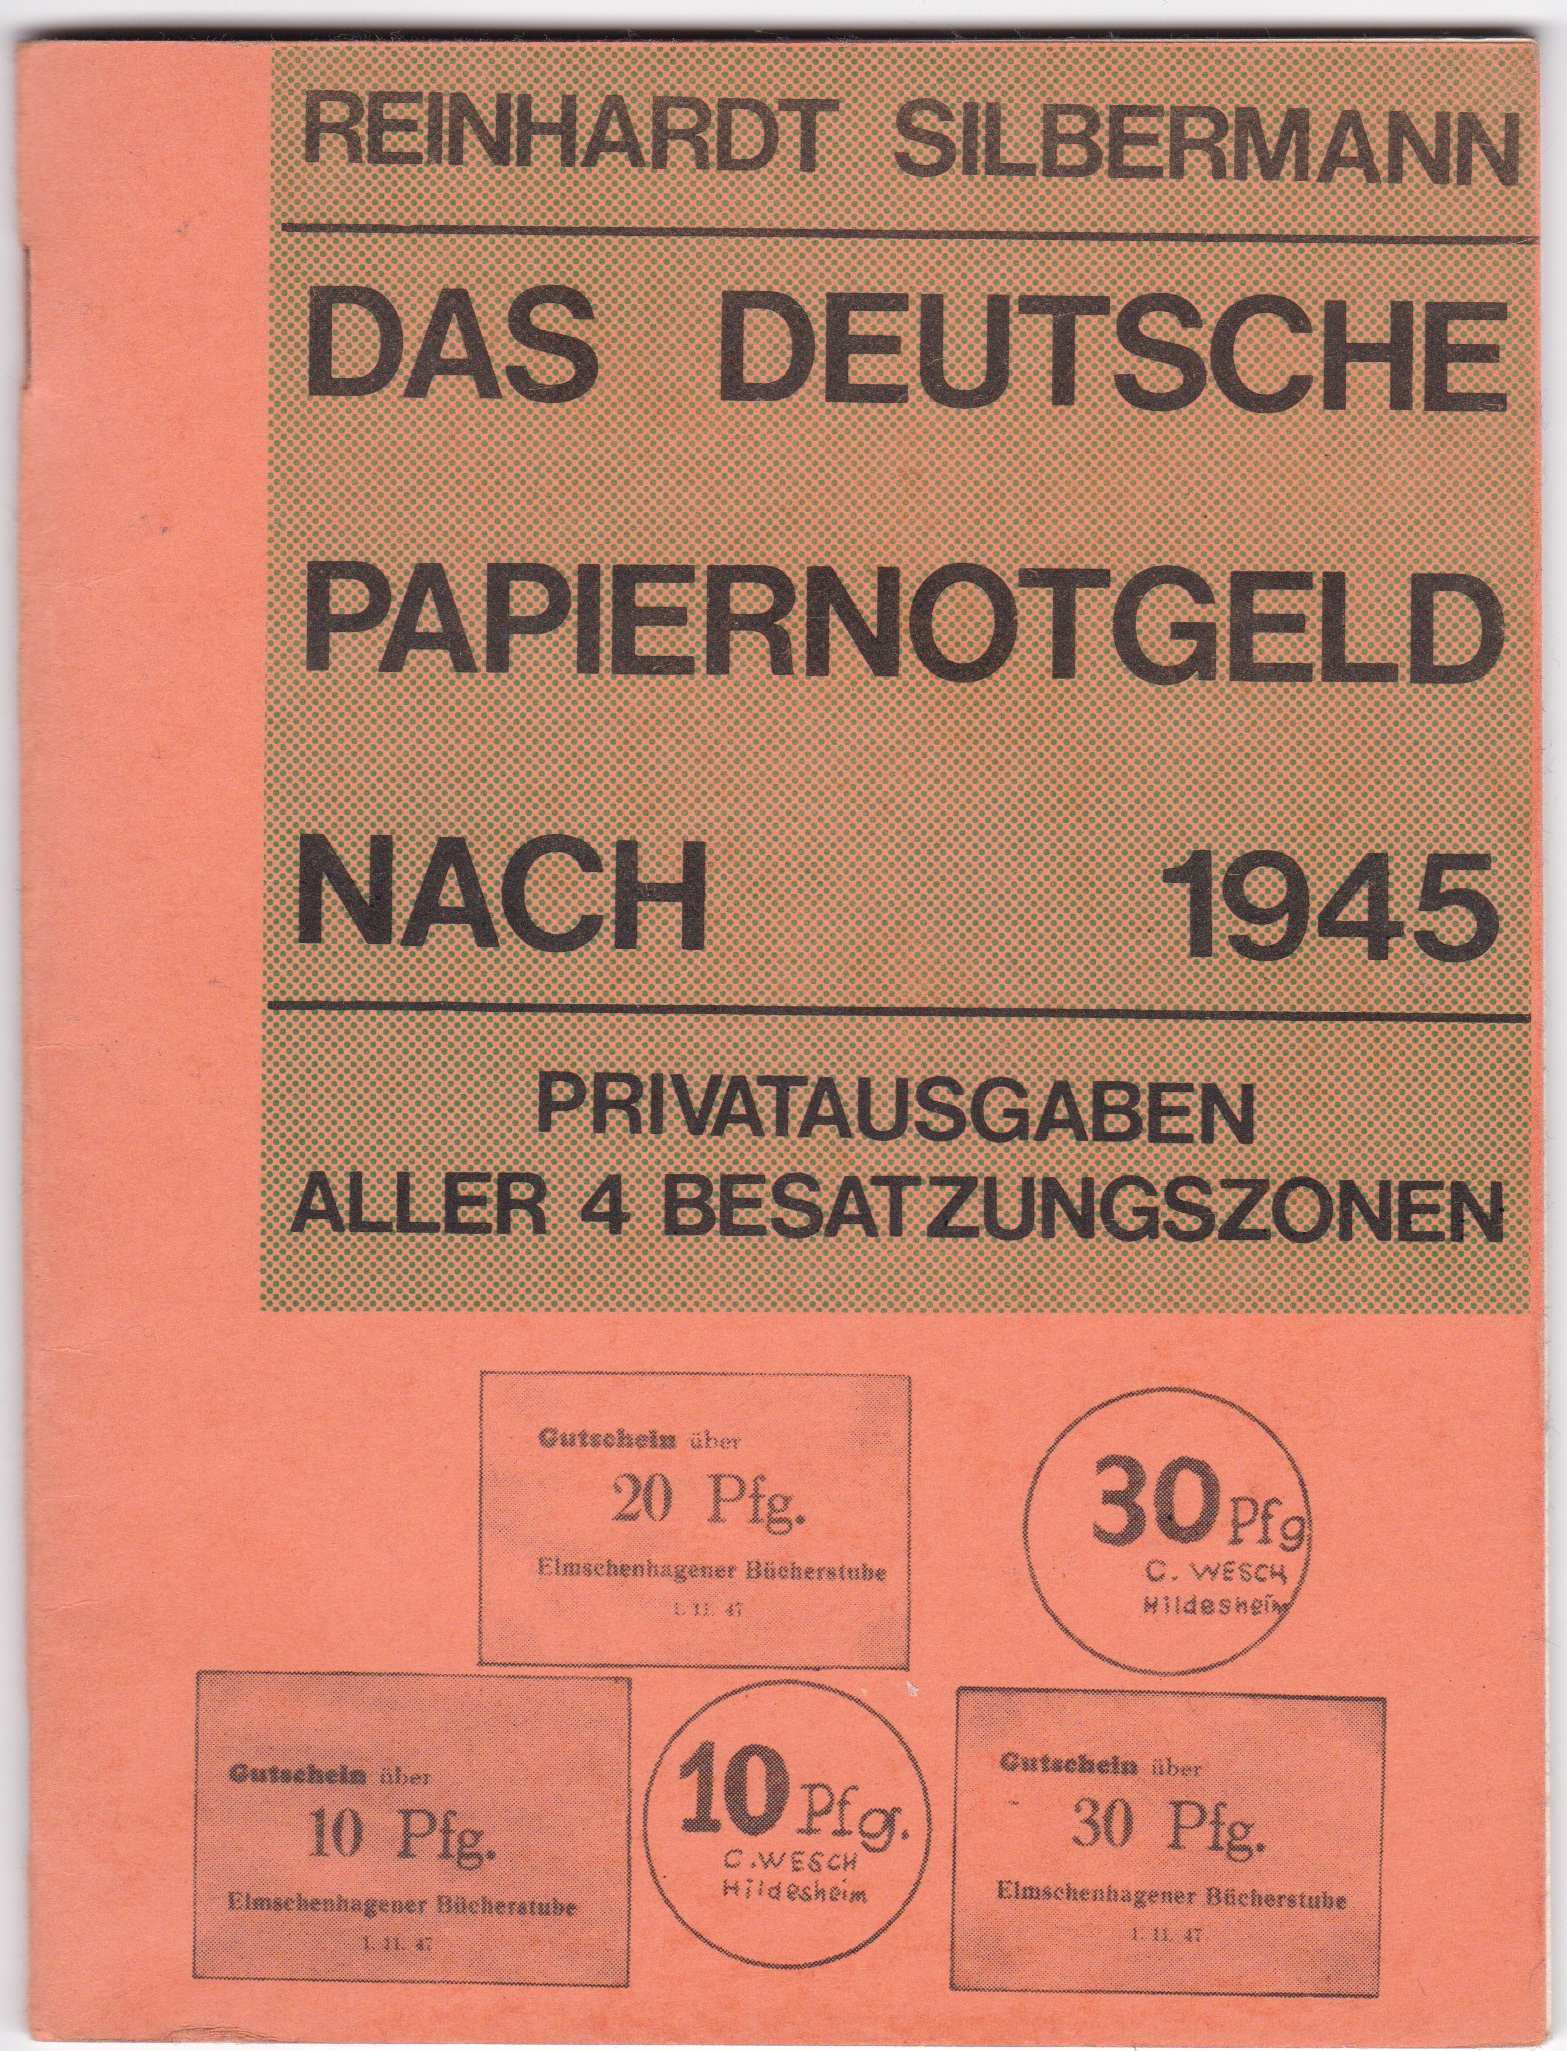 REINHARDT SILBERMANN
DAS DEUTSCHE
PAPIERNOTGELD
NACH 1945
PRIVATAUSGABEN
ALLER 4 BESATZUNGSZONEN
Gutschein über
20 Pfg.
Elmschenhagener Bücherstube
1. 11. 47
30 Pfg
C. WESCH
Hildesheim
Gutschein über
10 Pfg.
Elmschenhagener Bücherstube
1. 11. 47
10 Pfg.
C. WESCH
Hildesheim
Gutschein über
30 Pfg.
Elmschenhagener Bücherstube
1. 11. 47